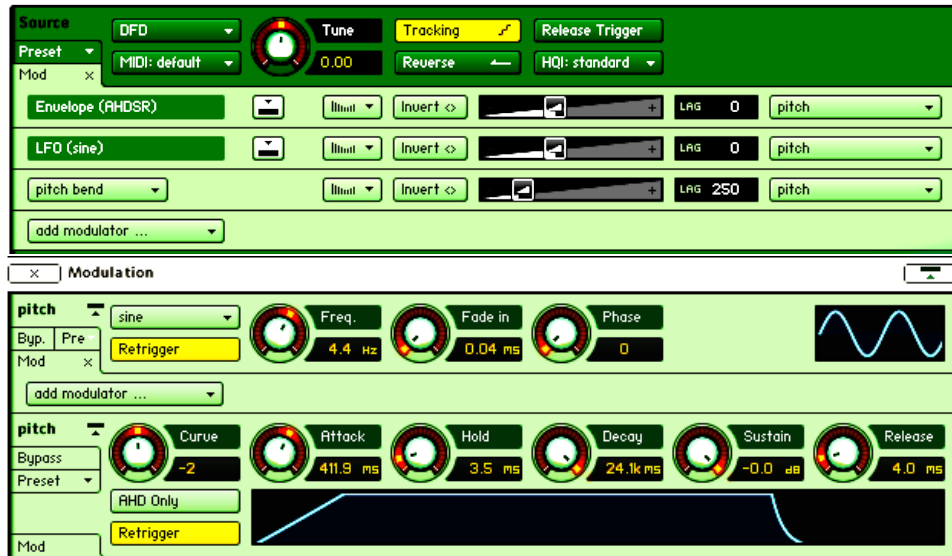 Source DFD Tune Tracking Release Trigger
Preset MIDI: default 0.00 Reverse HQI: standard
Mod ×
Envelope (AHDSR) Invert <> + LAG 0 pitch
LFO (sine) Invert <> + LAG 0 pitch
pitch bend Invert <> + LAG 250 pitch
add modulator ...
× Modulation
pitch sine Freq. Fade in Phase
Byp. Pre Retrigger 4.4 Hz 0.04 ms 0
Mod ×
add modulator ...
pitch Curve Attack Hold Decay Sustain Release
Bypass -2 411.9 ms 3.5 ms 24.1k ms -0.0 dB 4.0 ms
Preset
AHD Only
Retrigger
Mod